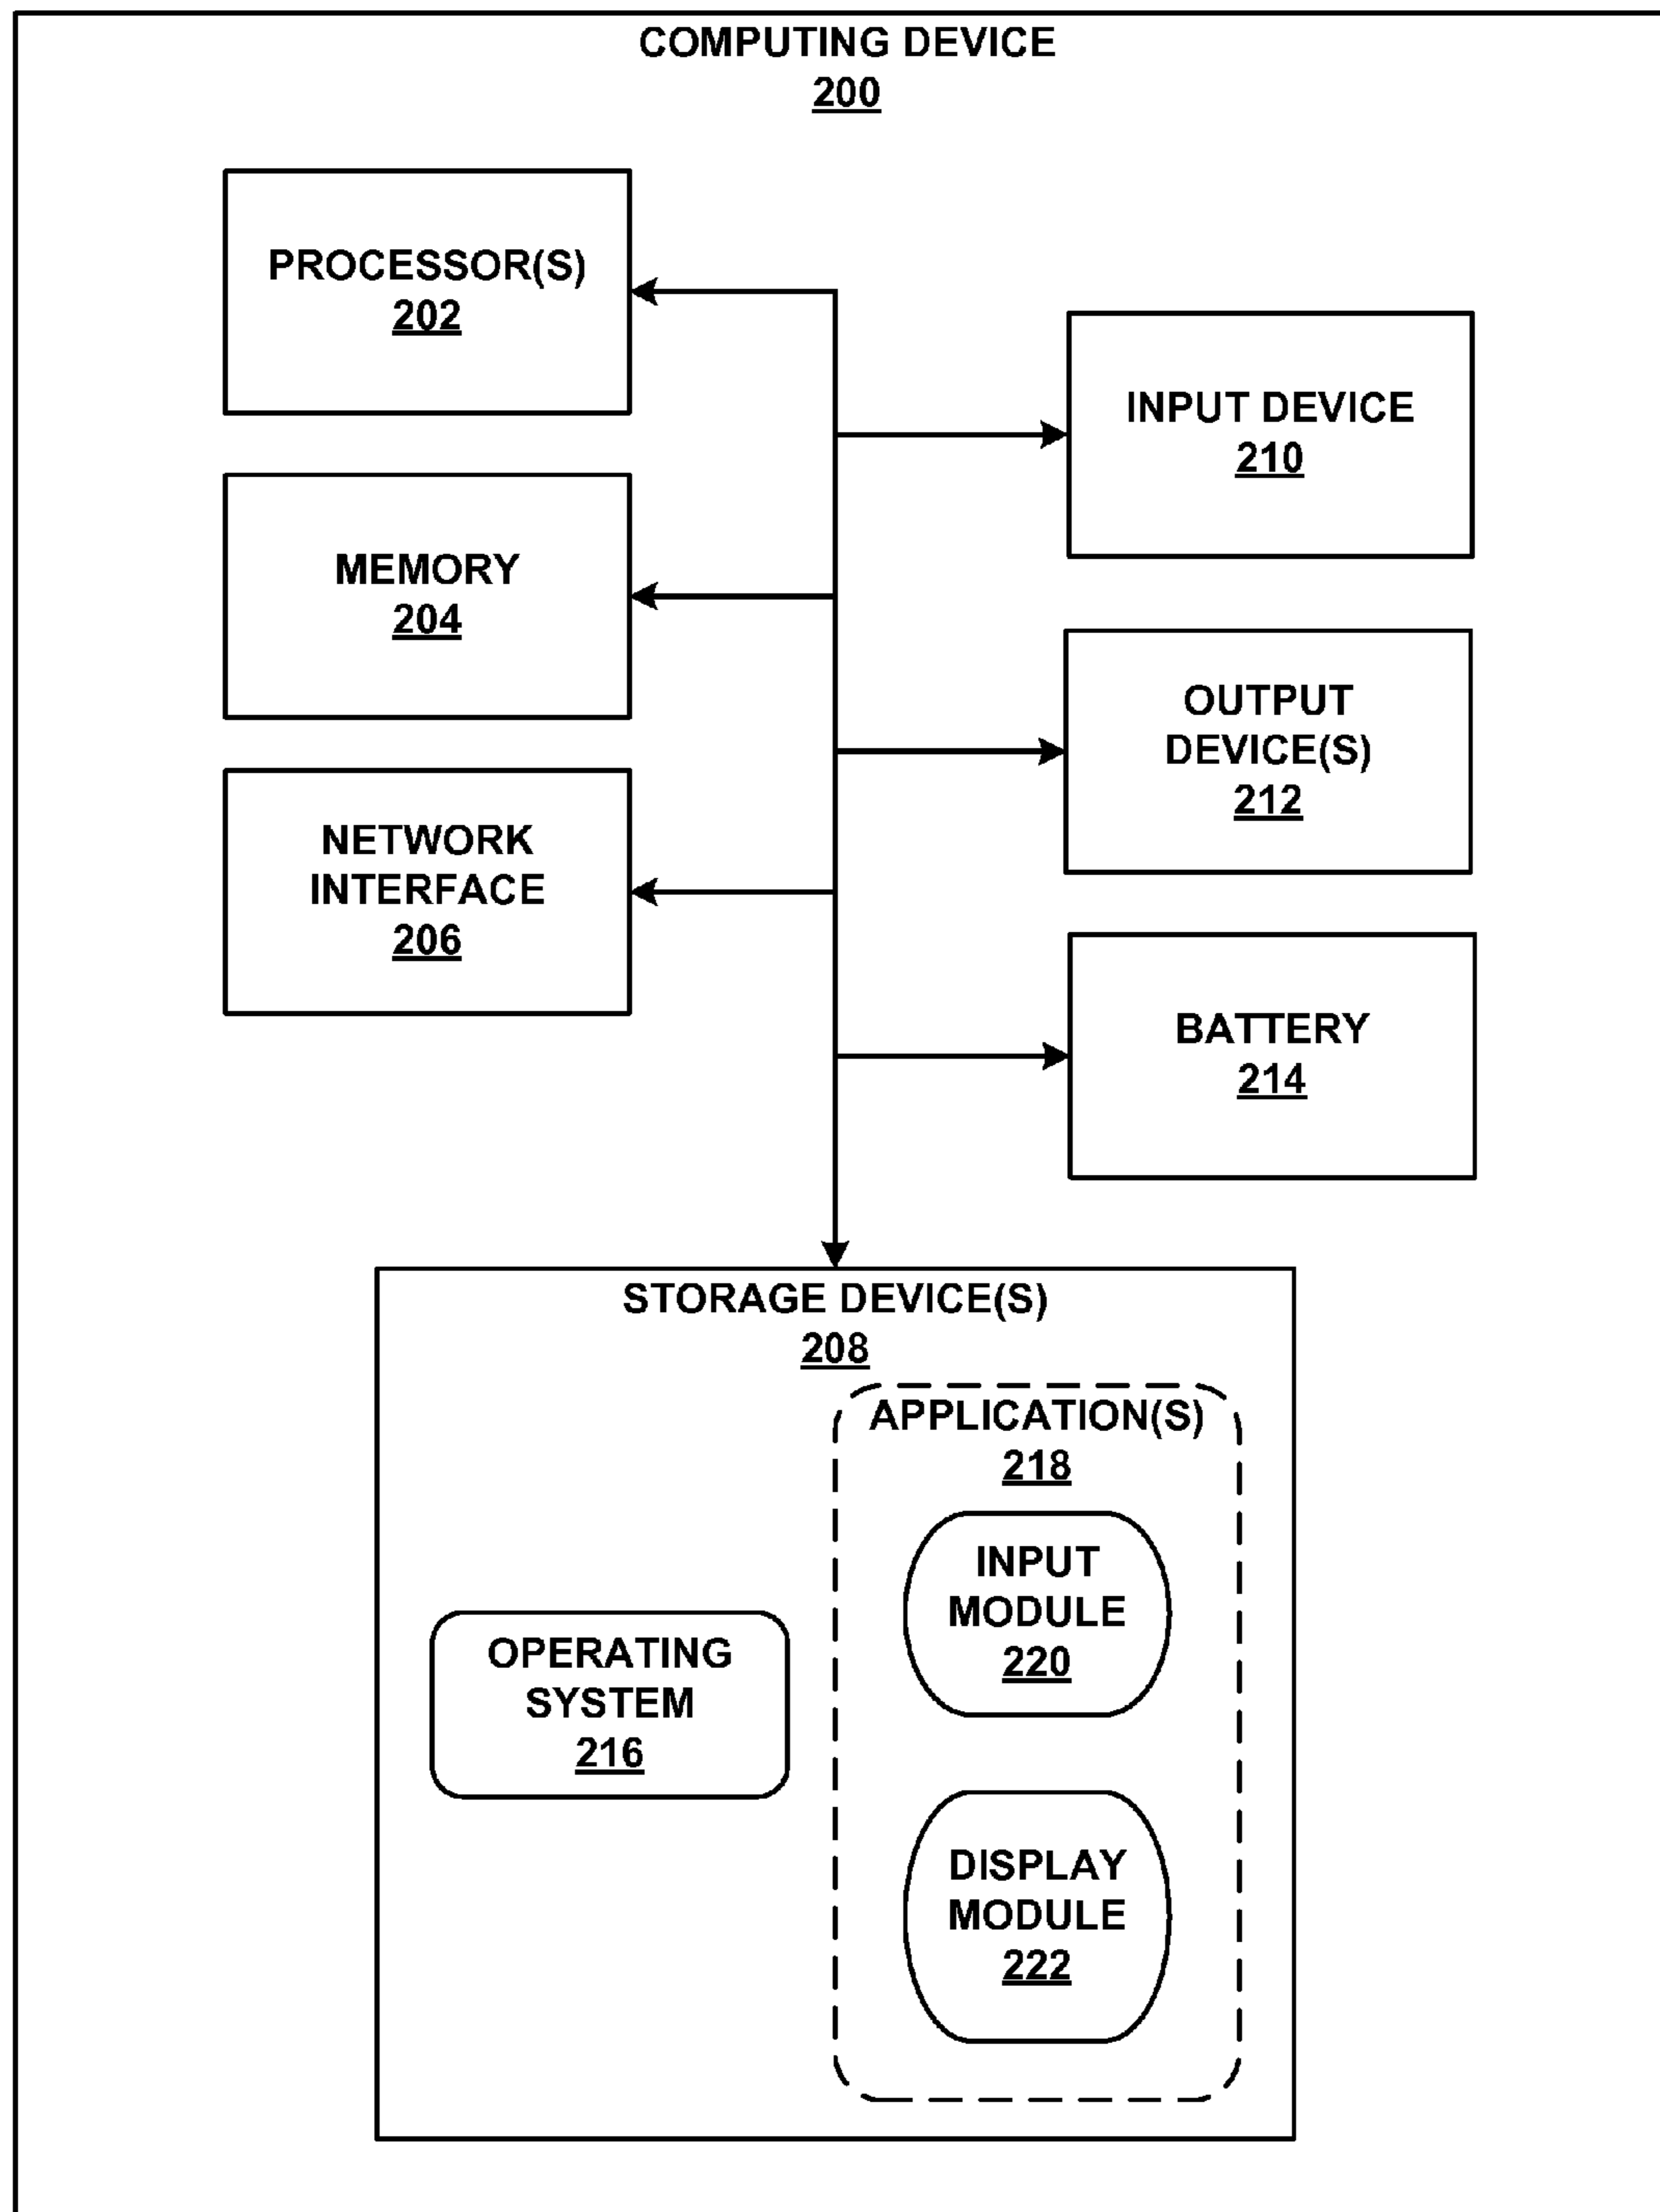 COMPUTING DEVICE
200
PROCESSOR(S)
202
INPUT DEVICE
210
MEMORY
204
OUTPUT
DEVICE(S)
212
NETWORK
INTERFACE
206
BATTERY
214
STORAGE DEVICE(S)
208
APPLICATION(S)
218
INPUT
MODULE
220
OPERATING
SYSTEM
216
DISPLAY
MODULE
222